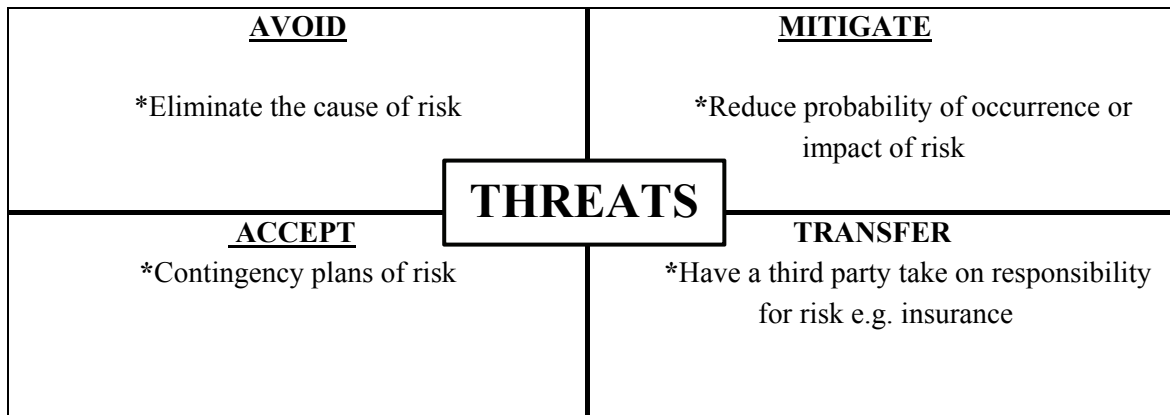 AVOID
*Eliminate the cause of risk
MITIGATE
*Reduce probability of occurrence or
impact of risk
THREATS
ACCEPT
*Contingency plans of risk
TRANSFER
*Have a third party take on responsibility
for risk e.g. insurance